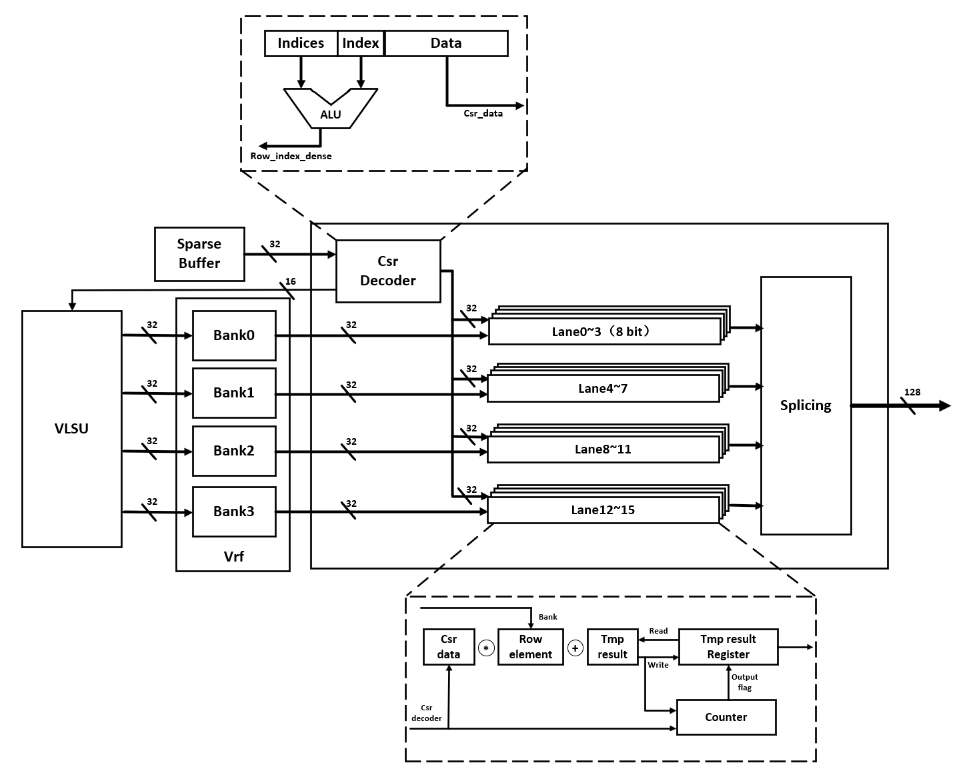 Indices Index Data
ALU
Csr_data
Row_index_dense
Sparse
Buffer
32
Csr
Decoder
16
VLSU
32
32
32
32
Bank0
Bank1
Bank2
Bank3
Vrf
32
32
32
32
32
32
32
32
Lane0~3（8 bit）
Lane4~7
Lane8~11
Lane12~15
Splicing
128
Bank
Csr
data
*
Row
element
+
Tmp
result
Read
Write
Tmp result
Register
Output
flag
Csr
decoder
Counter